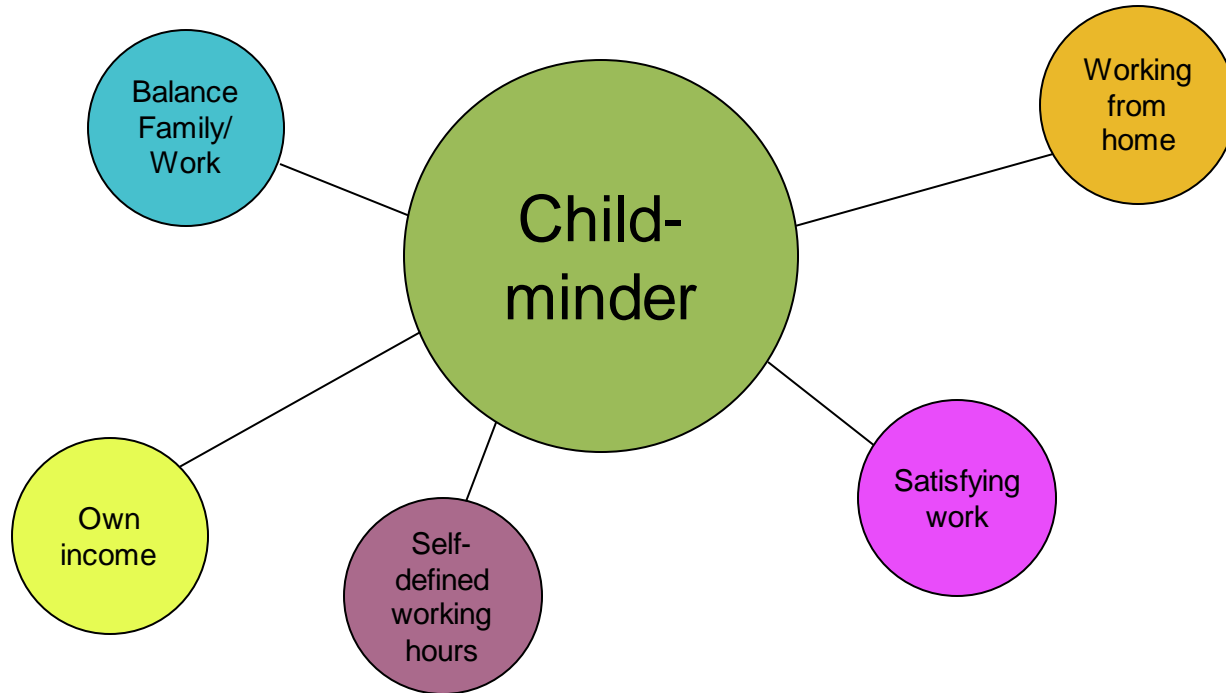 Balance
Family/
Work
Working
from
home
Child-
minder
Own
income
Self-
defined
working
hours
Satisfying
work